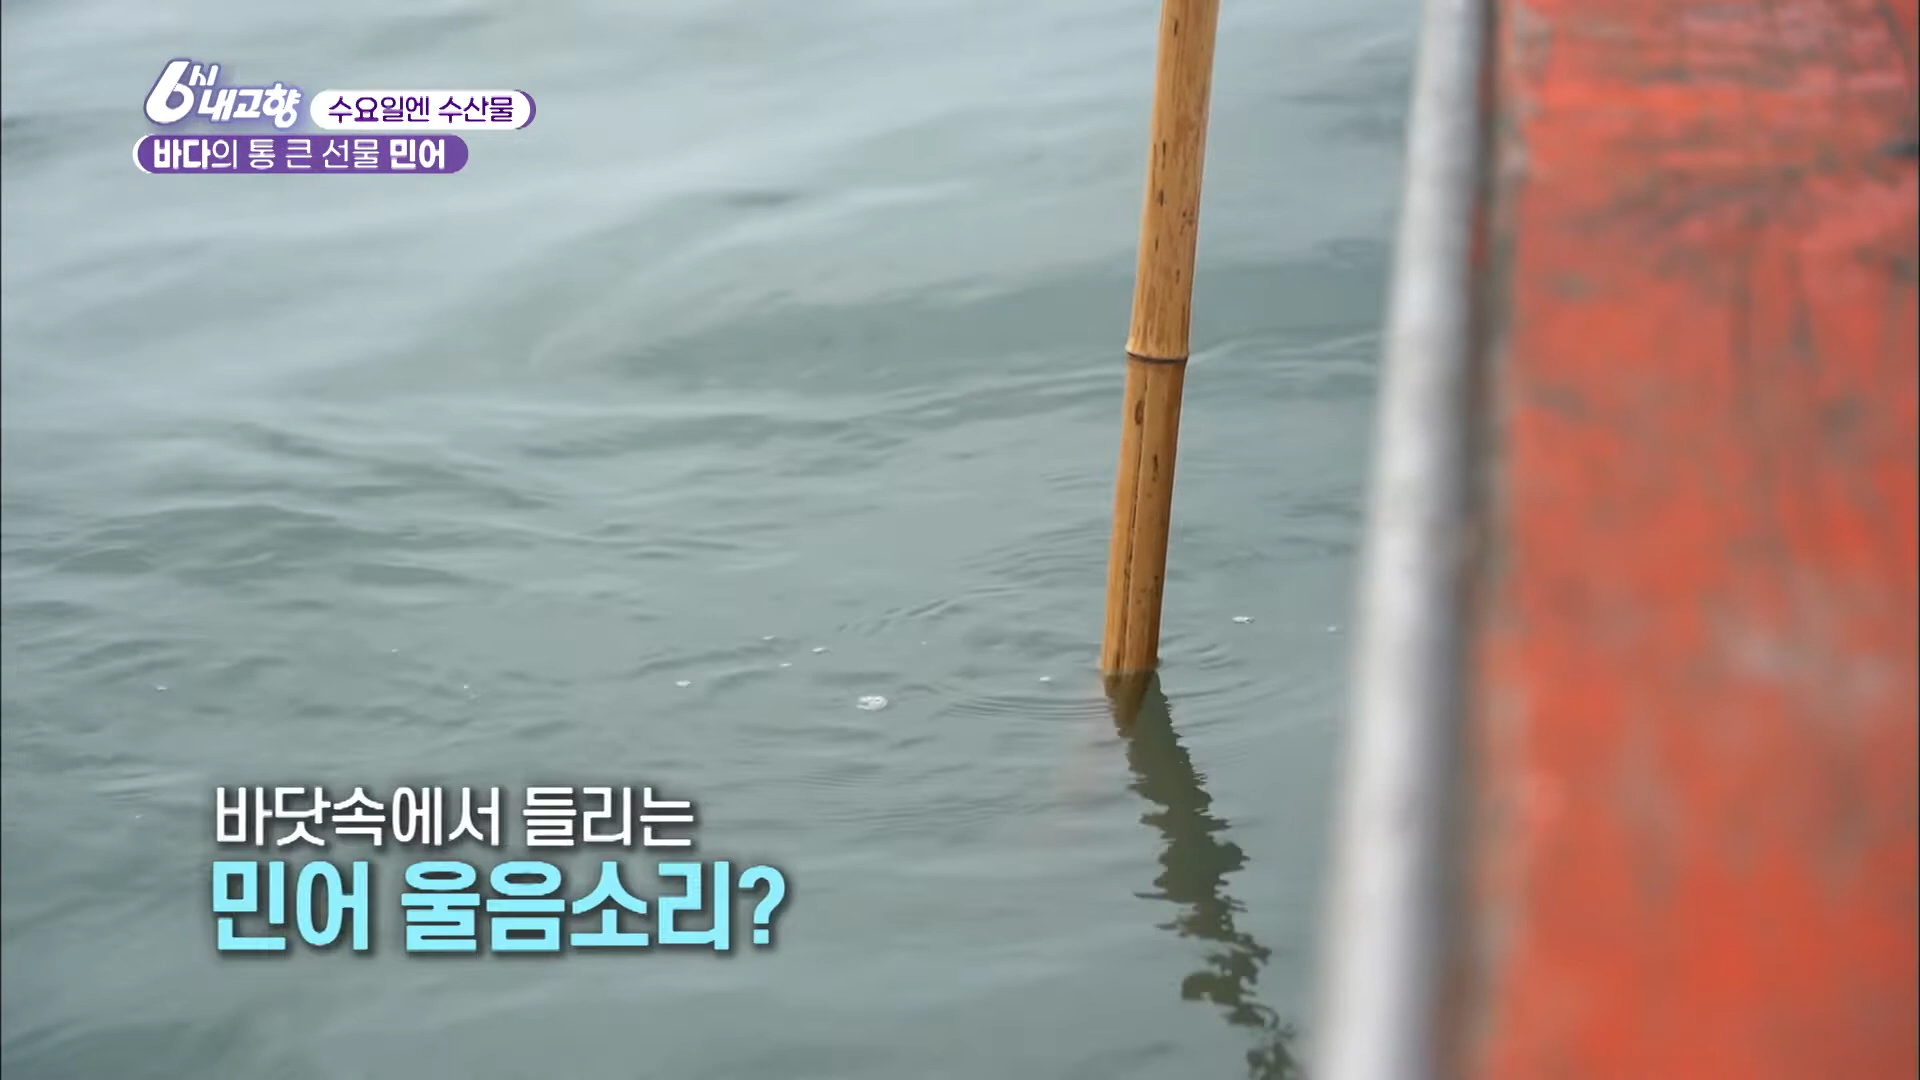 6시 내고향 수요일엔 수산물
바다의 통 큰 선물 민어
바닷속에서 들리는
민어 울음소리?